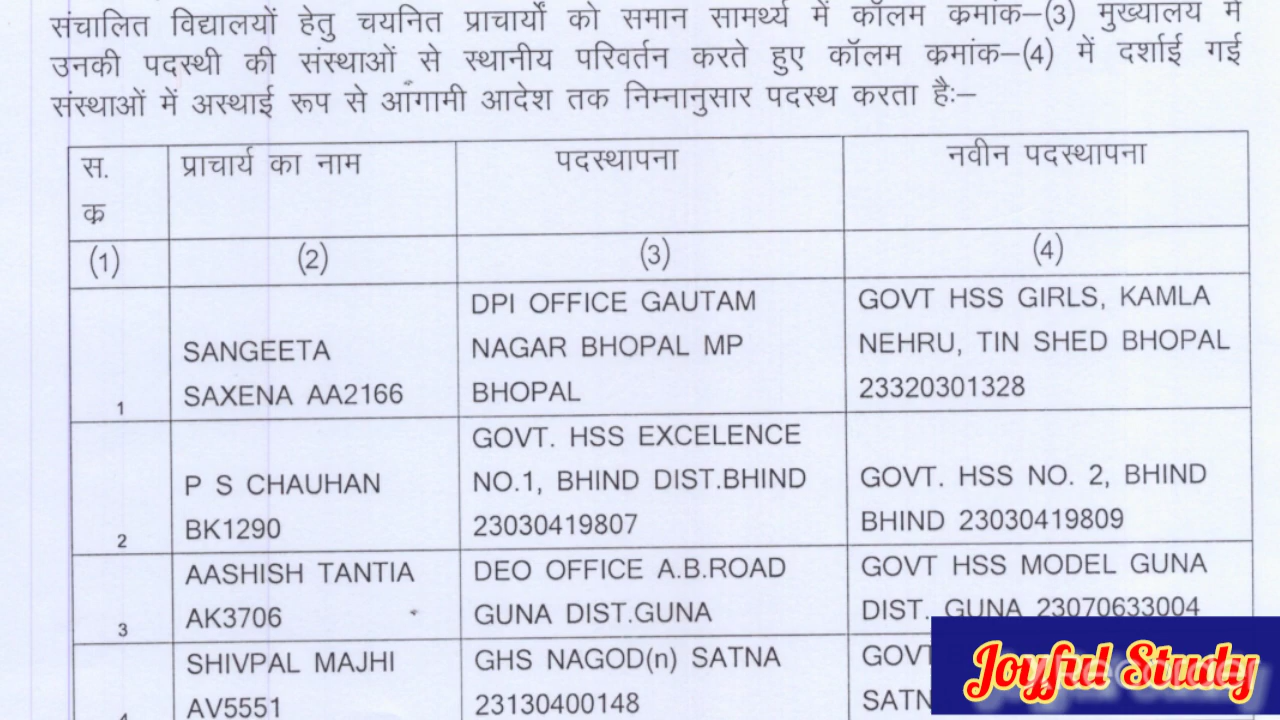 संचालित विद्यालयों हेतु चयनित प्राचार्यों को समान सामर्थ्य में कॉलम क्रमांक–(3) मुख्यालय में
उनकी पदस्थी की संस्थाओं से स्थानीय परिवर्तन करते हुए कॉलम क्रमांक–(4) में दर्शाई गई
संस्थाओं में अस्थाई रूप से आगामी आदेश तक निम्नानुसार पदस्थ करता हैः–
स. प्राचार्य का नाम पदस्थापना नवीन पदस्थापना
क्र
(1) (2) (3) (4)
DPI OFFICE GAUTAM GOVT HSS GIRLS, KAMLA
SANGEETA NAGAR BHOPAL MP NEHRU, TIN SHED BHOPAL
1 SAXENA AA2166 BHOPAL 23320301328
GOVT. HSS EXCELENCE
P S CHAUHAN NO.1, BHIND DIST.BHIND GOVT. HSS NO. 2, BHIND
2 BK1290 23030419807 BHIND 23030419809
AASHISH TANTIA DEO OFFICE A.B.ROAD GOVT HSS MODEL GUNA
3 AK3706 GUNA DIST.GUNA DIST. GUNA 23070633004
SHIVPAL MAJHI GHS NAGOD(n) SATNA GOVT
4 AV5551 23130400148 SATN
Joyful Study